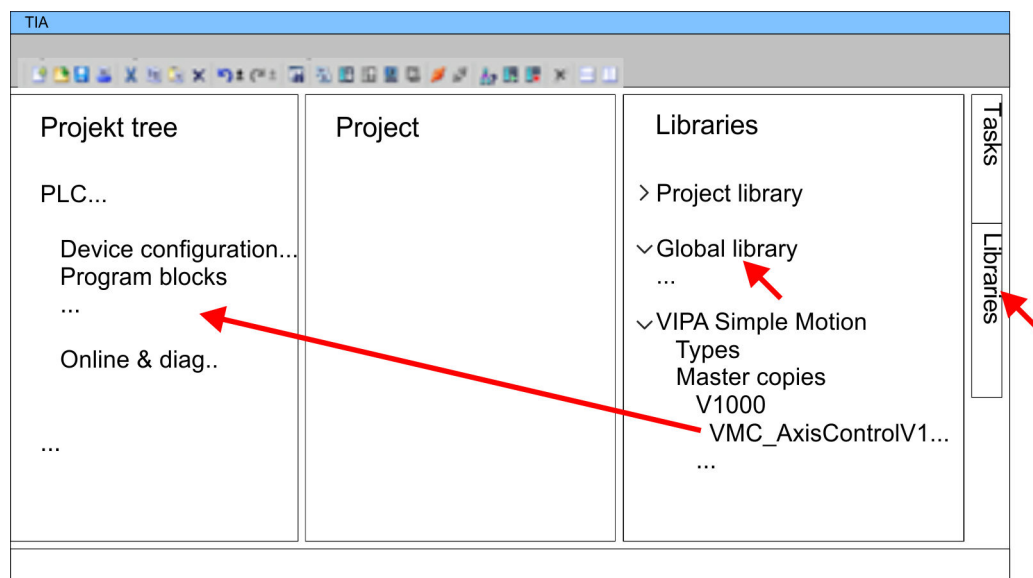 TIA
Projekt tree
PLC...
Device configuration...
Program blocks
...
Online & diag..
...
Project
Libraries
Project library
Global library
...
VIPA Simple Motion
Types
Master copies
V1000
VMC_AxisControlV1...
...
Tasks
Libraries